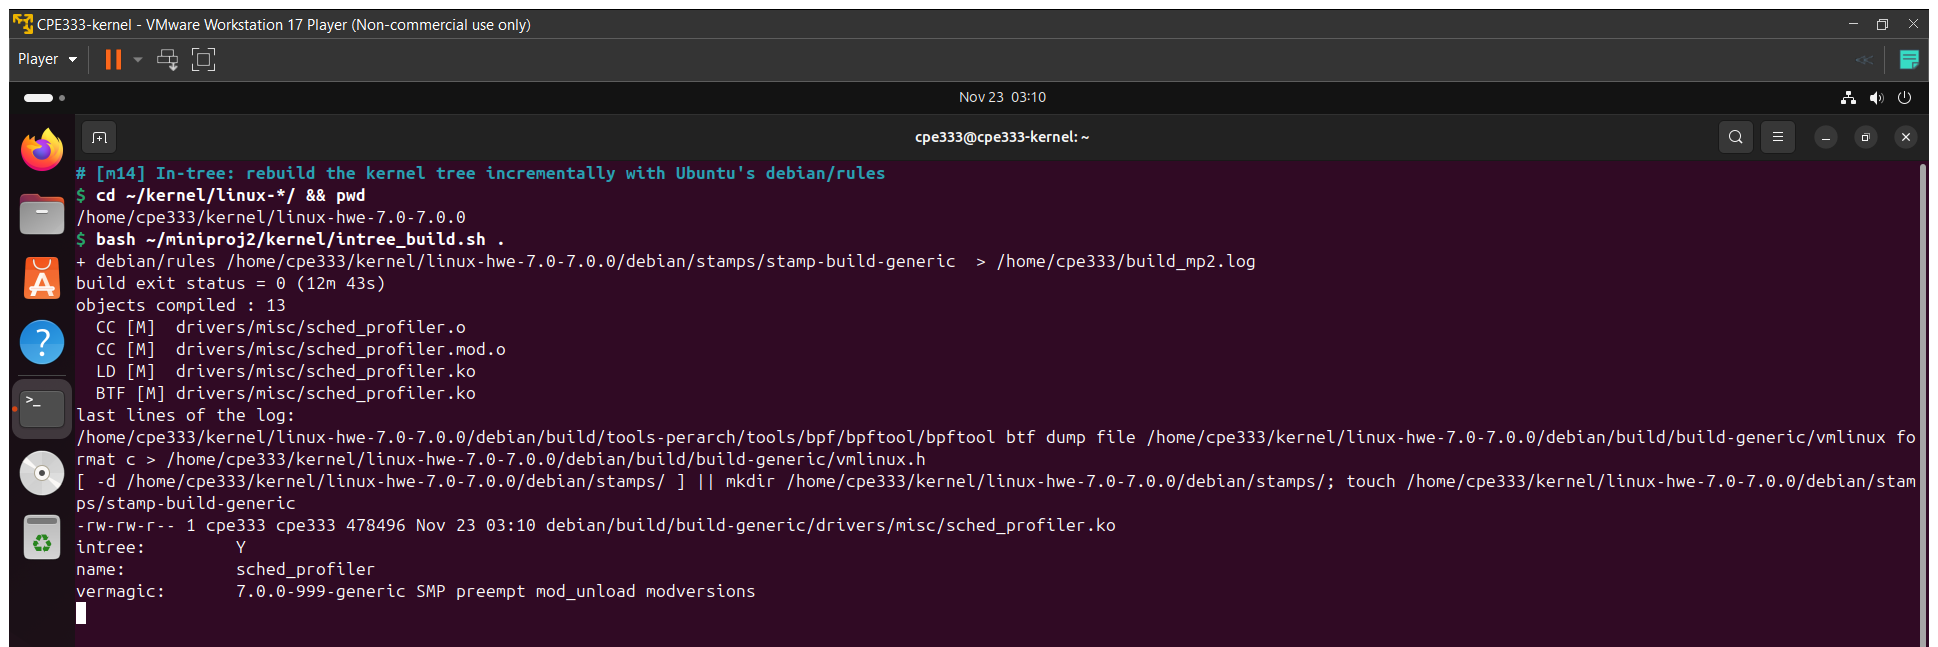 CPE333-kernel - VMware Workstation 17 Player (Non-commercial use only)
Player
Nov 23 03:10
cpe333@cpe333-kernel: ~
# [m14] In-tree: rebuild the kernel tree incrementally with Ubuntu's debian/rules
$ cd ~/kernel/linux-*/ && pwd
/home/cpe333/kernel/linux-hwe-7.0-7.0.0
$ bash ~/miniproj2/kernel/intree_build.sh .
+ debian/rules /home/cpe333/kernel/linux-hwe-7.0-7.0.0/debian/stamps/stamp-build-generic  > /home/cpe333/build_mp2.log
build exit status = 0 (12m 43s)
objects compiled : 13
  CC [M]  drivers/misc/sched_profiler.o
  CC [M]  drivers/misc/sched_profiler.mod.o
  LD [M]  drivers/misc/sched_profiler.ko
  BTF [M] drivers/misc/sched_profiler.ko
last lines of the log:
/home/cpe333/kernel/linux-hwe-7.0-7.0.0/debian/build/tools-perarch/tools/bpf/bpftool/bpftool btf dump file /home/cpe333/kernel/linux-hwe-7.0-7.0.0/debian/build/build-generic/vmlinux fo
rmat c > /home/cpe333/kernel/linux-hwe-7.0-7.0.0/debian/build/build-generic/vmlinux.h
[ -d /home/cpe333/kernel/linux-hwe-7.0-7.0.0/debian/stamps/ ] || mkdir /home/cpe333/kernel/linux-hwe-7.0-7.0.0/debian/stamps/; touch /home/cpe333/kernel/linux-hwe-7.0-7.0.0/debian/stam
ps/stamp-build-generic
-rw-rw-r-- 1 cpe333 cpe333 478496 Nov 23 03:10 debian/build/build-generic/drivers/misc/sched_profiler.ko
intree:         Y
name:           sched_profiler
vermagic:       7.0.0-999-generic SMP preempt mod_unload modversions